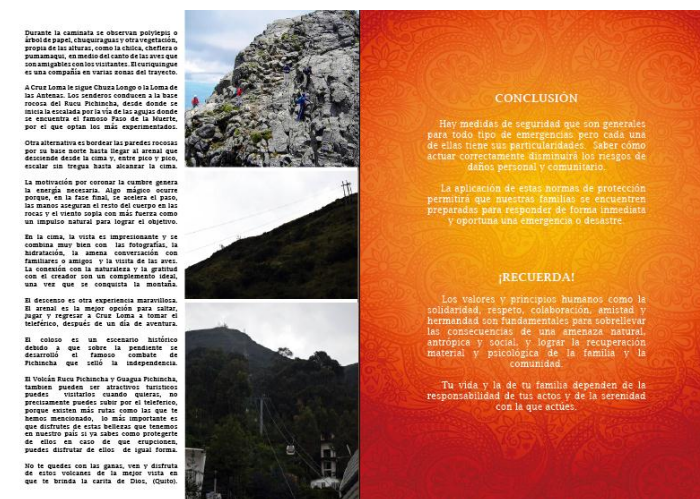 Durante la caminata se observan polylepis o
árbol de papel, chuquiraguas y otra vegetación,
propia de las alturas, como la chilca, cheflera o
pumamaqui, en medio del canto de las aves que
son amigables con los visitantes. El curiquingue
es una compañía en varias zonas del trayecto.
A Cruz Loma le sigue Chuza Longo o la Loma de
las Antenas. Los senderos conducen a la base
rocosa del Rucu Pichincha, desde donde se
inicia la escalada por la vía de las agujas donde
se encuentra el famoso Paso de la Muerte,
por el que optan los más experimentados.
Otra alternativa es bordear las paredes rocosas
por su base norte hasta llegar al arenal que
desciende desde la cima y, entre pico y pico,
escalar sin tregua hasta alcanzar la cima.
La motivación por coronar la cumbre genera
la energía necesaria. Algo mágico ocurre
porque, en la fase final, se acelera el paso,
las manos aseguran el resto del cuerpo en las
rocas y el viento sopla con más fuerza como
un impulso natural para lograr el objetivo.
En la cima, la vista es impresionante y se
combina muy bien con las fotografías, la
hidratación, la amena conversación con
familiares o amigos y la visita de las aves.
La conexión con la naturaleza y la gratitud
con el creador son un complemento ideal,
una vez que se conquista la montaña.
El descenso es otra experiencia maravillosa.
El arenal es la mejor opción para saltar,
jugar y regresar a Cruz Loma a tomar el
teleférico, después de un día de aventura.
El coloso es un escenario histórico
debido a que sobre la pendiente se
desarrolló el famoso combate de
Pichincha que selló la independencia.
El Volcán Rucu Pichincha y Guagua Pichincha,
tambien pueden ser atractivos turisticos
puedes visitarlos cuando quieras, no
precisamente puedes subir por el teleferico,
porque existen más rutas como las que te
hemos mencionado, lo más importante es
que disfrutes de estas bellezas que tenemos
en nuestro país si ya sabes como protegerte
de ellos en caso de que erupcionen,
puedes disfrutar de ellos de igual forma.
No te quedes con las ganas, ven y disfruta
de estos volcanes de la mejor vista en
que te brinda la carita de Dios, (Quito).
CONCLUSIÓN
Hay medidas de seguridad que son generales
para todo tipo de emergencias pero cada una
de ellas tiene sus particularidades. Saber cómo
actuar correctamente disminuirá los riesgos de
daños personal y comunitario.
La aplicación de estas normas de protección
permitirá que nuestras familias se encuentren
preparadas para responder de forma inmediata
y oportuna una emergencia o desastre.
¡RECUERDA!
Los valores y principios humanos como la
solidaridad, respeto, colaboración, amistad y
hermandad son fundamentales para sobrellevar
las consecuencias de una amenaza natural,
antrópica y social, y lograr la recuperación
material y psicológica de la familia y la
comunidad.
Tu vida y la de tu familia dependen de la
responsabilidad de tus actos y de la serenidad
con la que actúes.